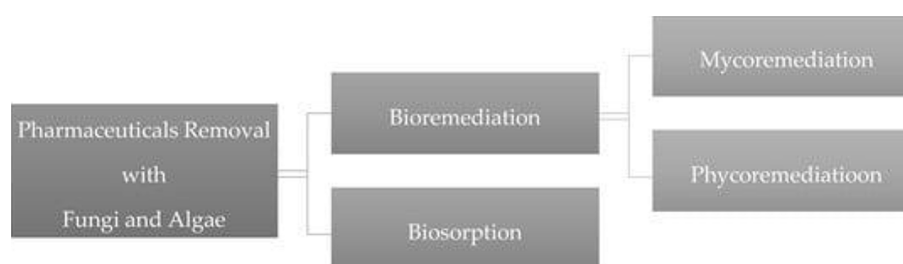 Pharmaceuticals Removal
with
Fungi and Algae
Bioremediation
Biosorption
Mycoremediation
Phycoremediatioon